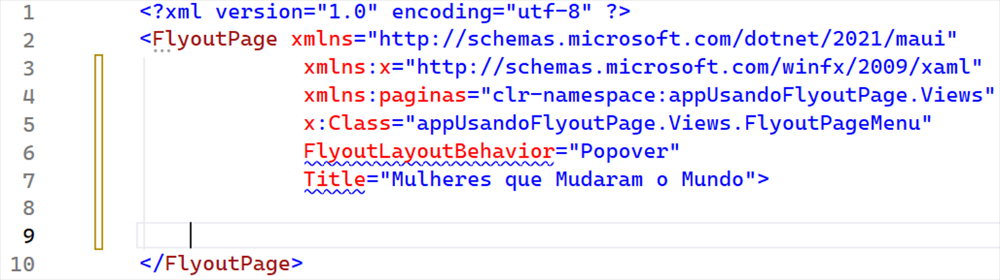 1 <?xml version="1.0" encoding="utf-8" ?>
2 <FlyoutPage xmlns="http://schemas.microsoft.com/dotnet/2021/maui"
3 xmlns:x="http://schemas.microsoft.com/winfx/2009/xaml"
4 xmlns:paginas="clr-namespace:appUsandoFlyoutPage.Views"
5 x:Class="appUsandoFlyoutPage.Views.FlyoutPageMenu"
6 FlyoutLayoutBehavior="Popover"
7 Title="Mulheres que Mudaram o Mundo">
8
9
10 </FlyoutPage>